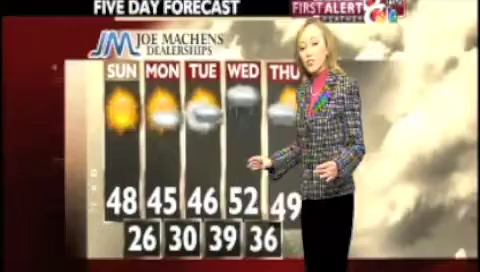 FIVE DAY FORECAST
FIRST ALERT
WEATHER
JM JOE MACHENS
DEALERSHIPS
SUN MON TUE WED THU
48 45 46 52 49
26 30 39 36